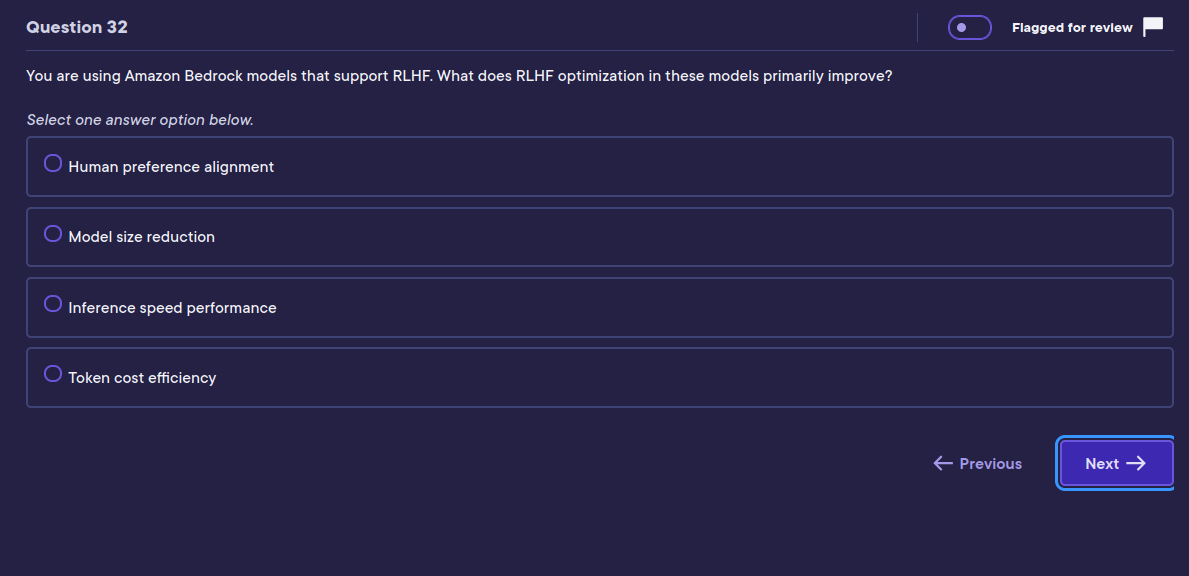 Question 32
Flagged for review
You are using Amazon Bedrock models that support RLHF. What does RLHF optimization in these models primarily improve?
Select one answer option below.
Human preference alignment
Model size reduction
Inference speed performance
Token cost efficiency
Previous
Next